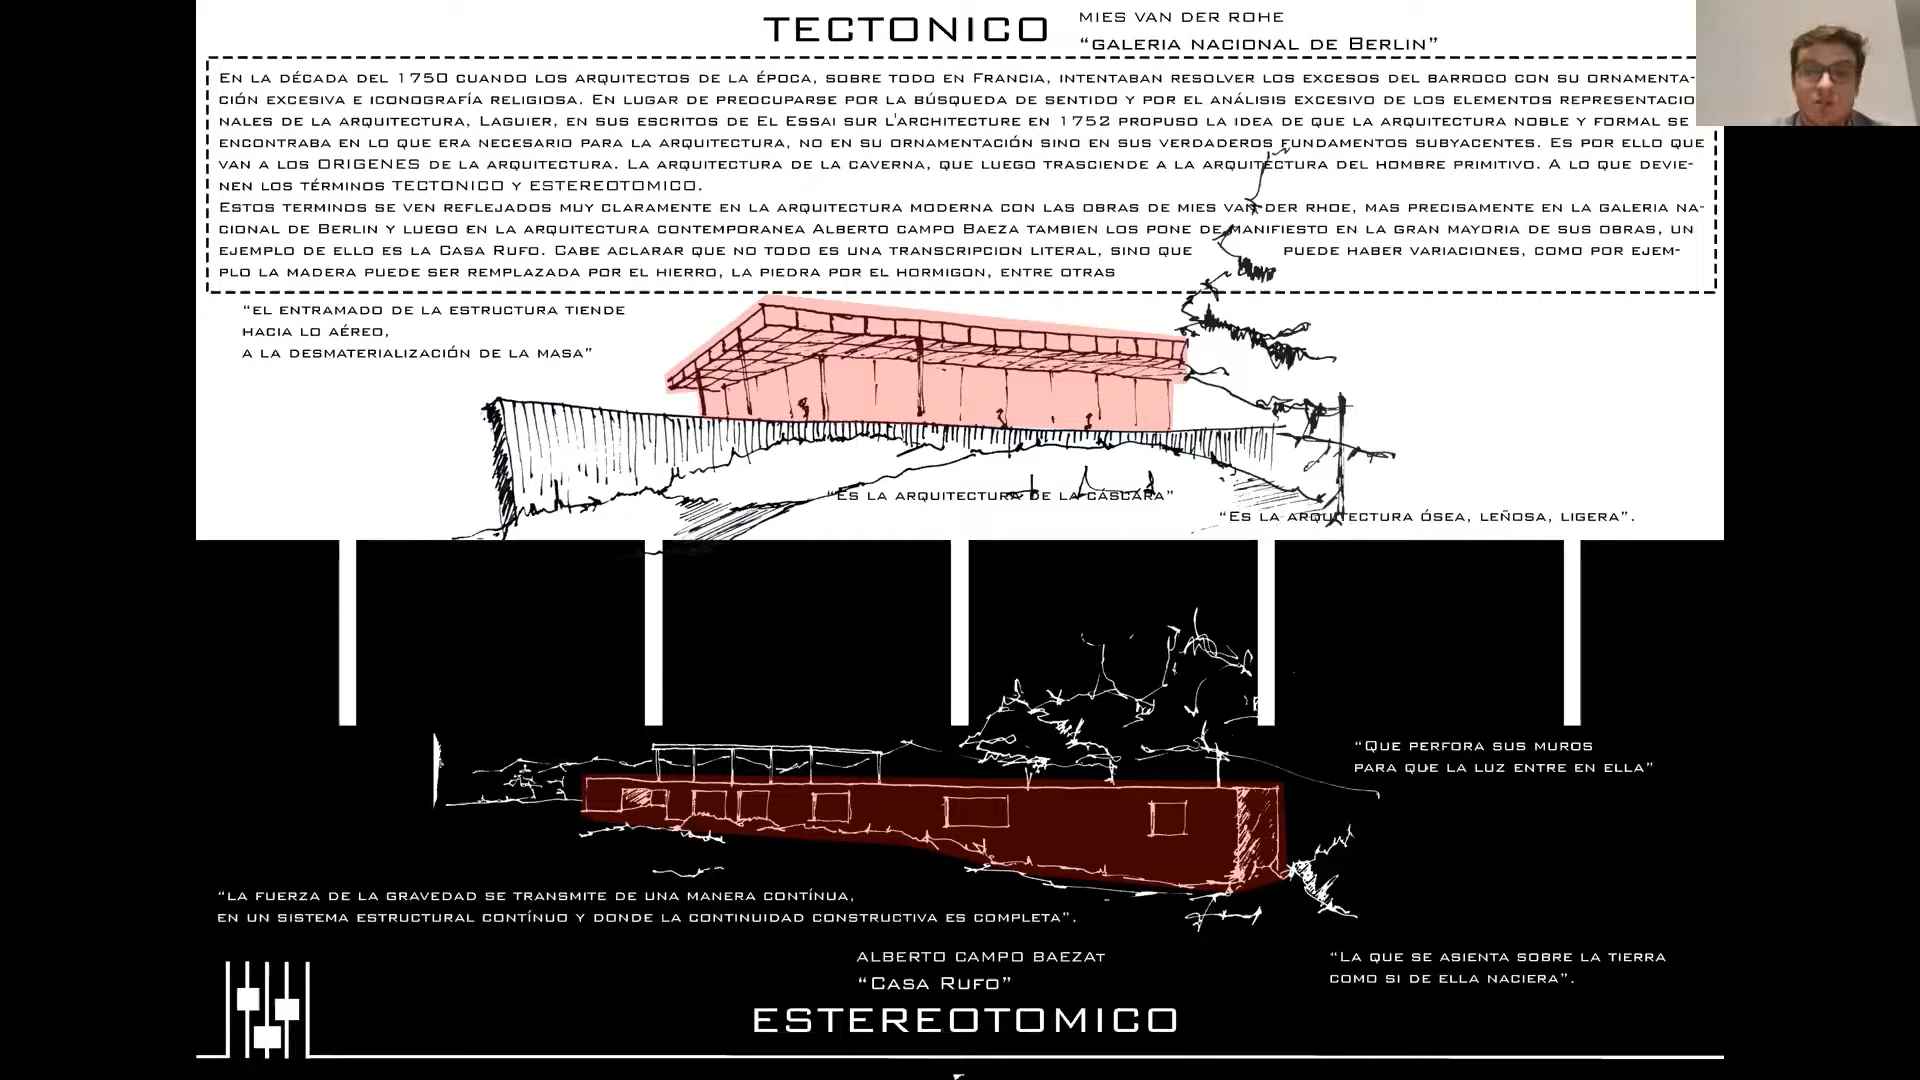 TECTONICO
MIES VAN DER ROHE
“GALERIA NACIONAL DE BERLIN”
EN LA DÉCADA DEL 1750 CUANDO LOS ARQUITECTOS DE LA ÉPOCA, SOBRE TODO EN FRANCIA, INTENTABAN RESOLVER LOS EXCESOS DEL BARROCO CON SU ORNAMENTA-
CIÓN EXCESIVA E ICONOGRAFÍA RELIGIOSA. EN LUGAR DE PREOCUPARSE POR LA BÚSQUEDA DE SENTIDO Y POR EL ANÁLISIS EXCESIVO DE LOS ELEMENTOS REPRESENTACIO
NALES DE LA ARQUITECTURA, LAGUIER, EN SUS ESCRITOS DE EL ESSAI SUR L'ARCHITECTURE EN 1752 PROPUSO LA IDEA DE QUE LA ARQUITECTURA NOBLE Y FORMAL SE
ENCONTRABA EN LO QUE ERA NECESARIO PARA LA ARQUITECTURA, NO EN SU ORNAMENTACIÓN SINO EN SUS VERDADEROS FUNDAMENTOS SUBYACENTES. ES POR ELLO QUE
VAN A LOS ORIGENES DE LA ARQUITECTURA. LA ARQUITECTURA DE LA CAVERNA, QUE LUEGO TRASCIENDE A LA ARQUITECTURA DEL HOMBRE PRIMITIVO. A LO QUE DEVIE-
NEN LOS TÉRMINOS TECTONICO Y ESTEREOTOMICO.
ESTOS TERMINOS SE VEN REFLEJADOS MUY CLARAMENTE EN LA ARQUITECTURA MODERNA CON LAS OBRAS DE MIES VAN DER RHOE, MAS PRECISAMENTE EN LA GALERIA NA-
CIONAL DE BERLIN Y LUEGO EN LA ARQUITECTURA CONTEMPORANEA ALBERTO CAMPO BAEZA TAMBIEN LOS PONE DE MANIFIESTO EN LA GRAN MAYORIA DE SUS OBRAS, UN
EJEMPLO DE ELLO ES LA CASA RUFO. CABE ACLARAR QUE NO TODO ES UNA TRANSCRIPCION LITERAL, SINO QUE PUEDE HABER VARIACIONES, COMO POR EJEM-
PLO LA MADERA PUEDE SER REMPLAZADA POR EL HIERRO, LA PIEDRA POR EL HORMIGON, ENTRE OTRAS
“EL ENTRAMADO DE LA ESTRUCTURA TIENDE
HACIA LO AÉREO,
A LA DESMATERIALIZACIÓN DE LA MASA”
“ES LA ARQUITECTURA DE LA CÁSCARA”
“ES LA ARQUITECTURA ÓSEA, LEÑOSA, LIGERA”.
“QUE PERFORA SUS MUROS
PARA QUE LA LUZ ENTRE EN ELLA”
“LA FUERZA DE LA GRAVEDAD SE TRANSMITE DE UNA MANERA CONTÍNUA,
EN UN SISTEMA ESTRUCTURAL CONTÍNUO Y DONDE LA CONTINUIDAD CONSTRUCTIVA ES COMPLETA”.
ALBERTO CAMPO BAEZAT
“CASA RUFO”
“LA QUE SE ASIENTA SOBRE LA TIERRA
COMO SI DE ELLA NACIERA”.
ESTEREOTOMICO